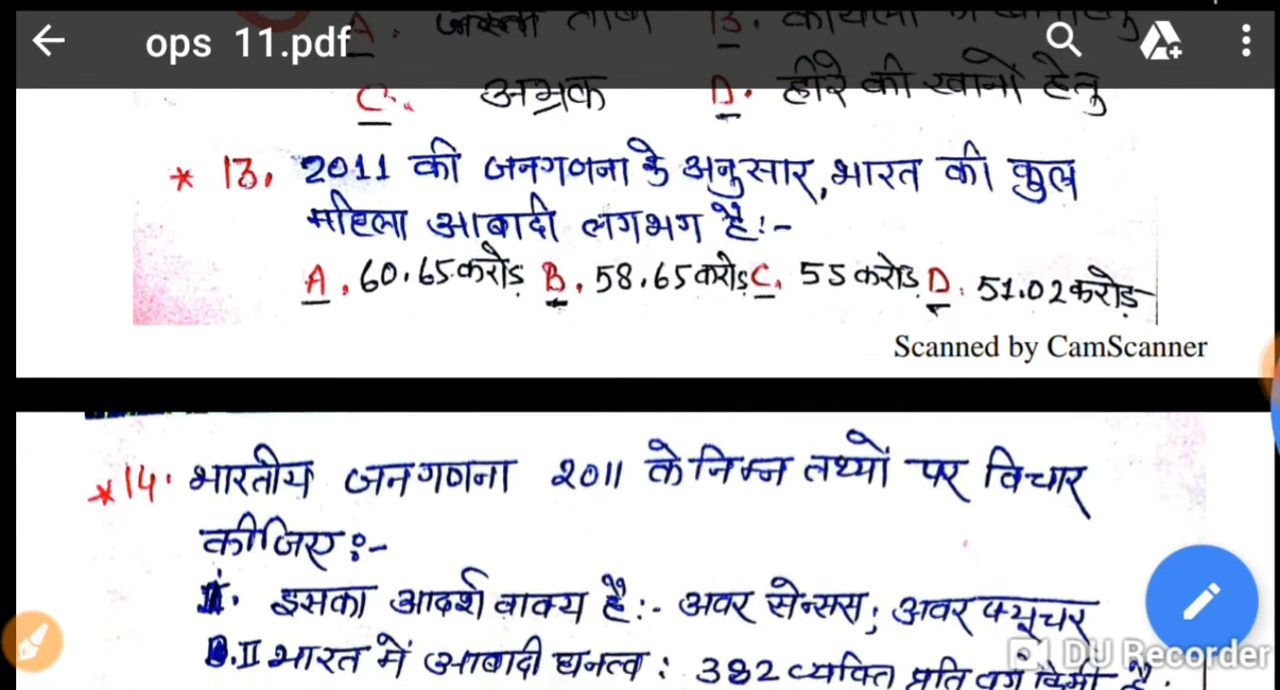 ops 11.pdf
C. अभ्रक D. हीरे की खानों हेतु
* 13. 2011 की जनगणना के अनुसार, भारत की कुल
महिला आबादी लगभग है:-
A. 60.65 करोड़ B. 58.65 करोड़ C. 55 करोड़ D. 51.02 करोड़
Scanned by CamScanner
* 14. भारतीय जनगणना 2011 के निम्न तथ्यों पर विचार
कीजिए:-
I. इसका आदर्श वाक्य है:- अवर सेन्सस; अवर फ्यूचर
II भारत में आबादी घनत्व: 382 व्यक्ति प्रति वर्ग किमी है.
DU Recorder